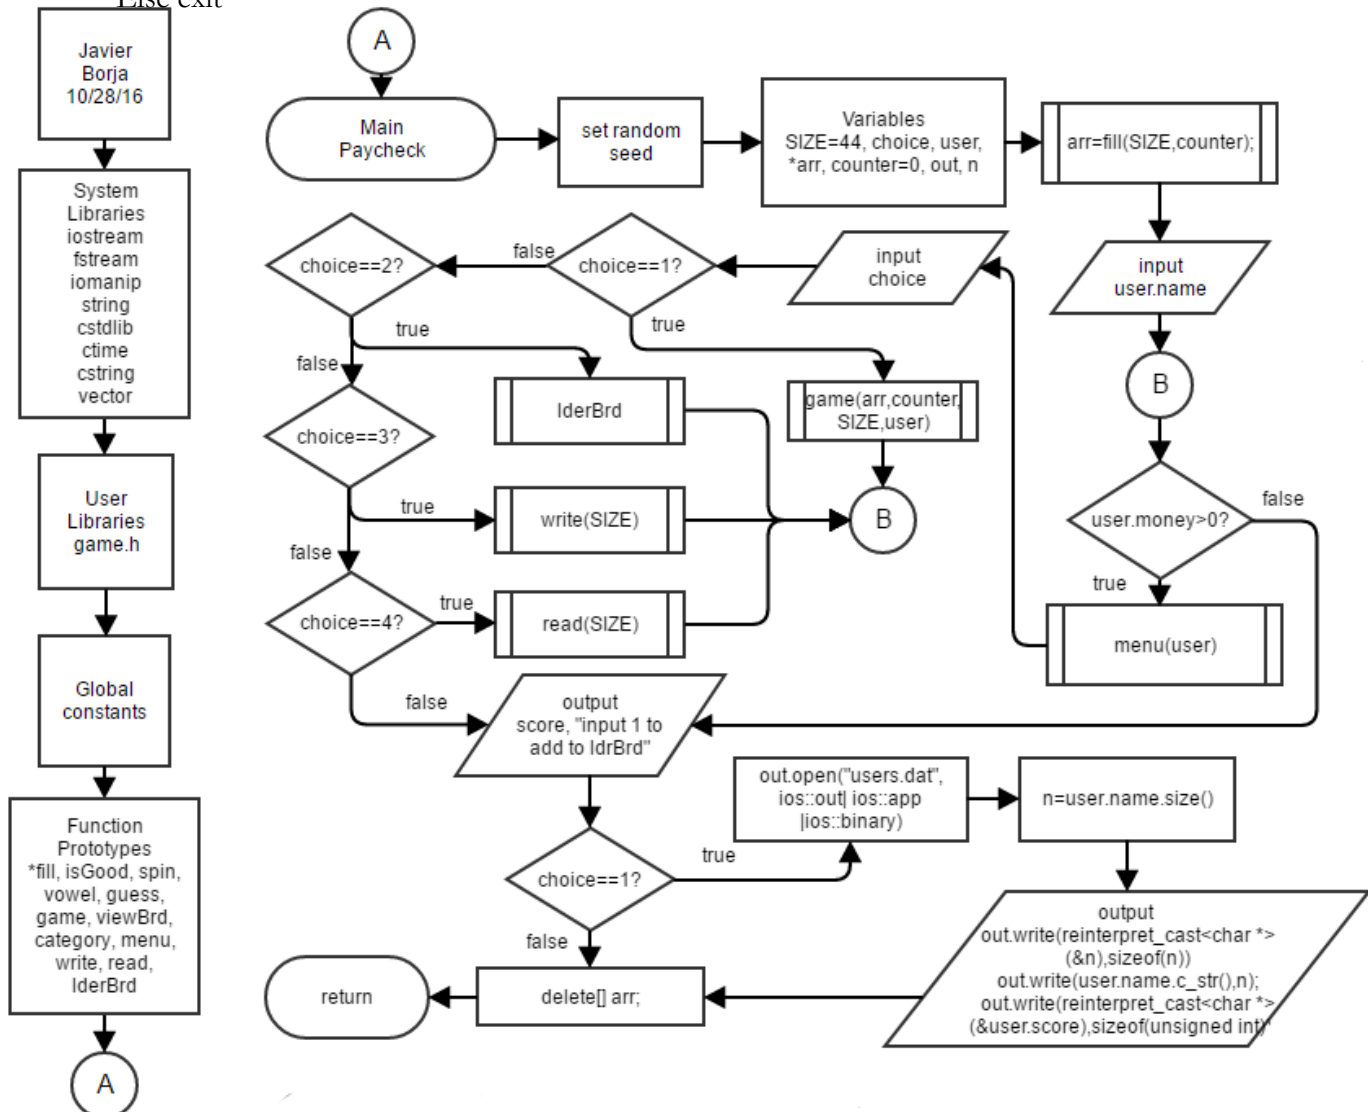 Else exit
Javier
Borja
10/28/16
System
Libraries
iostream
fstream
iomanip
string
cstdlib
ctime
cstring
vector
User
Libraries
game.h
Global
constants
Function
Prototypes
*fill, isGood, spin,
vowel, guess,
game, viewBrd,
category, menu,
write, read,
lderBrd
A
A
Main
Paycheck
set random
seed
Variables
SIZE=44, choice, user,
*arr, counter=0, out, n
arr=fill(SIZE,counter);
input
user.name
B
user.money>0?
false
true
menu(user)
input
choice
choice==1?
false
true
game(arr,counter,
SIZE,user)
B
choice==2?
true
false
lderBrd
choice==3?
true
false
write(SIZE)
choice==4?
true
false
read(SIZE)
output
score, "input 1 to
add to ldrBrd"
choice==1?
true
false
out.open("users.dat",
ios::out| ios::app
|ios::binary)
n=user.name.size()
output
out.write(reinterpret_cast<char *>
(&n),sizeof(n))
out.write(user.name.c_str(),n);
out.write(reinterpret_cast<char *>
(&user.score),sizeof(unsigned int)
delete[] arr;
return